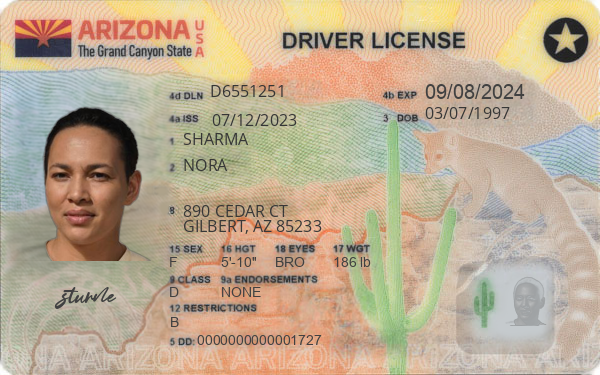 ARIZONA USA
The Grand Canyon State
DRIVER LICENSE
4d DLN D6551251
4b EXP 09/08/2024
4a ISS 07/12/2023
3 DOB 03/07/1997
1 SHARMA
2 NORA
8 890 CEDAR CT
GILBERT, AZ 85233
15 SEX 16 HGT 18 EYES 17 WGT
F 5'-10" BRO 186 lb
9 CLASS 9a ENDORSEMENTS
D NONE
12 RESTRICTIONS
B
5 DD: 0000000000001727
ARIZONA ARIZONA ARIZONA ARIZONA